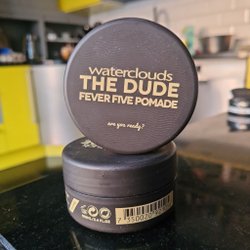 waterclouds
THE DUDE
FEVER FIVE POMADE
are you ready?